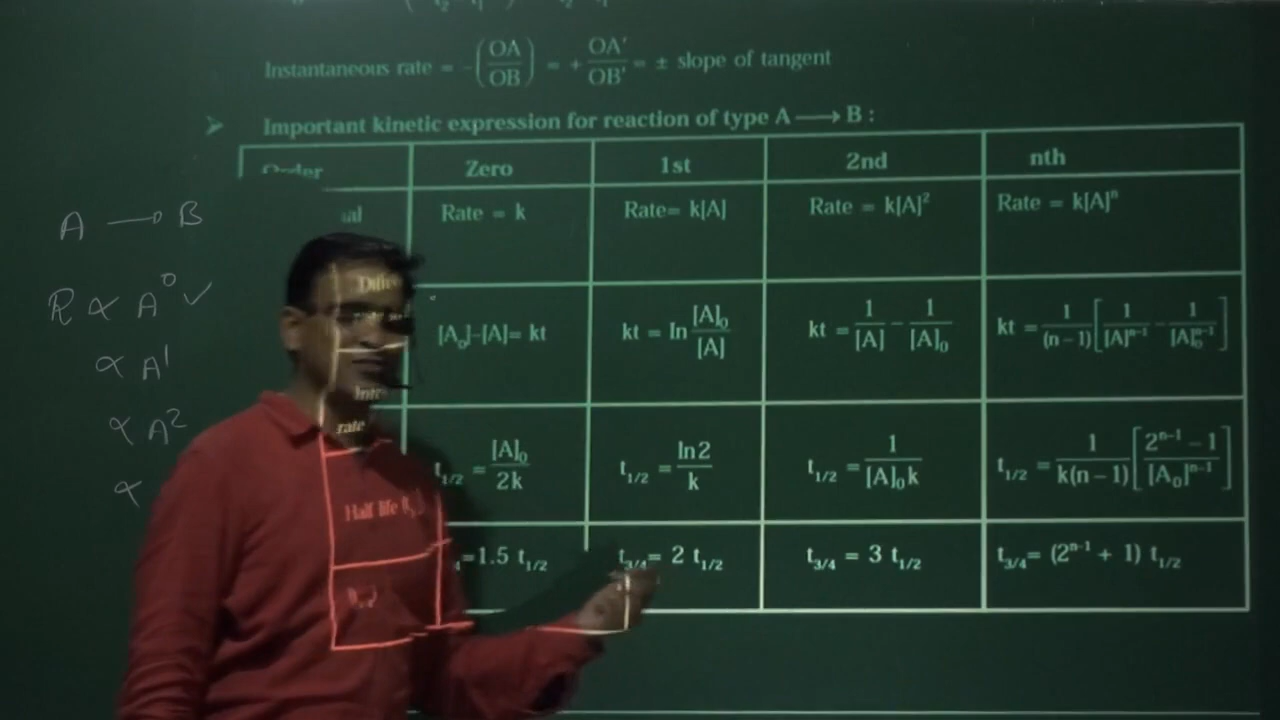 Instantaneous rate = -(OA/OB) = + OA'/OB' = ± slope of tangent
➤ Important kinetic expression for reaction of type A ⟶ B :
Order Zero 1st 2nd nth
Rate = k Rate= k[A] Rate = k[A]² Rate = k[A]ⁿ
[A₀]–[A]= kt kt = ln [A]₀/[A] kt = 1/[A] – 1/[A]₀ kt = 1/(n – 1) [1/[A]ⁿ⁻¹ – 1/[A]₀ⁿ⁻¹]
rate
Half life t₁/₂ = [A]₀/2k t₁/₂ = ln2/k t₁/₂ = 1/[A]₀k t₁/₂ = 1/k(n – 1) [2ⁿ⁻¹ – 1/[A₀]ⁿ⁻¹]
=1.5 t₁/₂ t₃/₄= 2 t₁/₂ t₃/₄ = 3 t₁/₂ t₃/₄= (2ⁿ⁻¹ + 1) t₁/₂
A ⟶ B
R ∝ A⁰ ✓
∝ A¹
∝ A²
∝